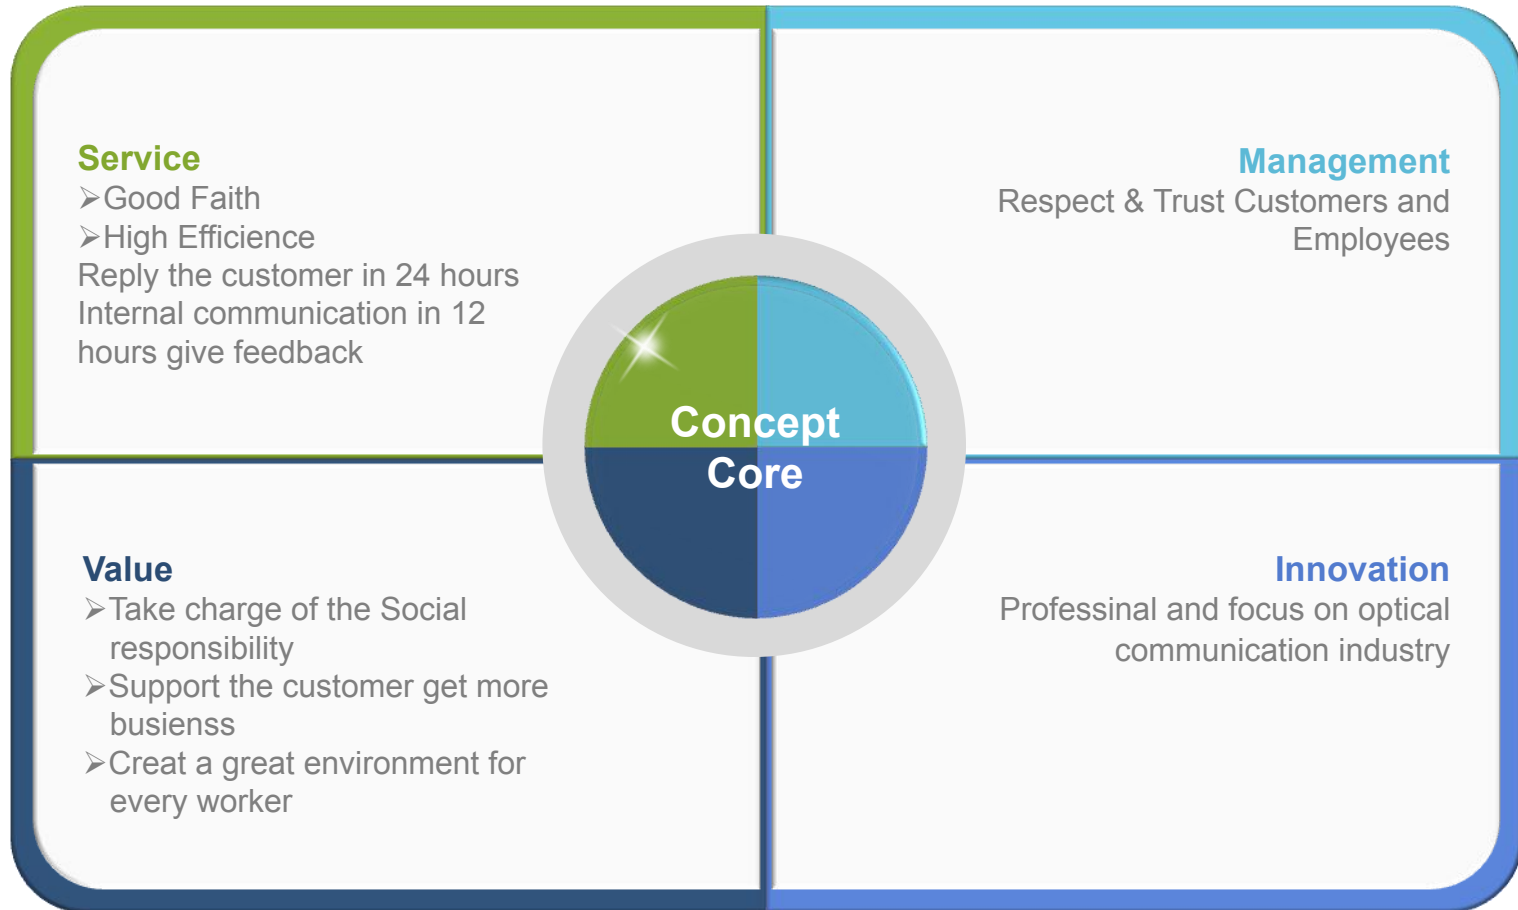 Service
➢Good Faith
➢High Efficience
Reply the customer in 24 hours
Internal communication in 12
hours give feedback
Management
Respect & Trust Customers and
Employees
Concept
Core
Value
➢Take charge of the Social
responsibility
➢Support the customer get more
busienss
➢Creat a great environment for
every worker
Innovation
Professinal and focus on optical
communication industry